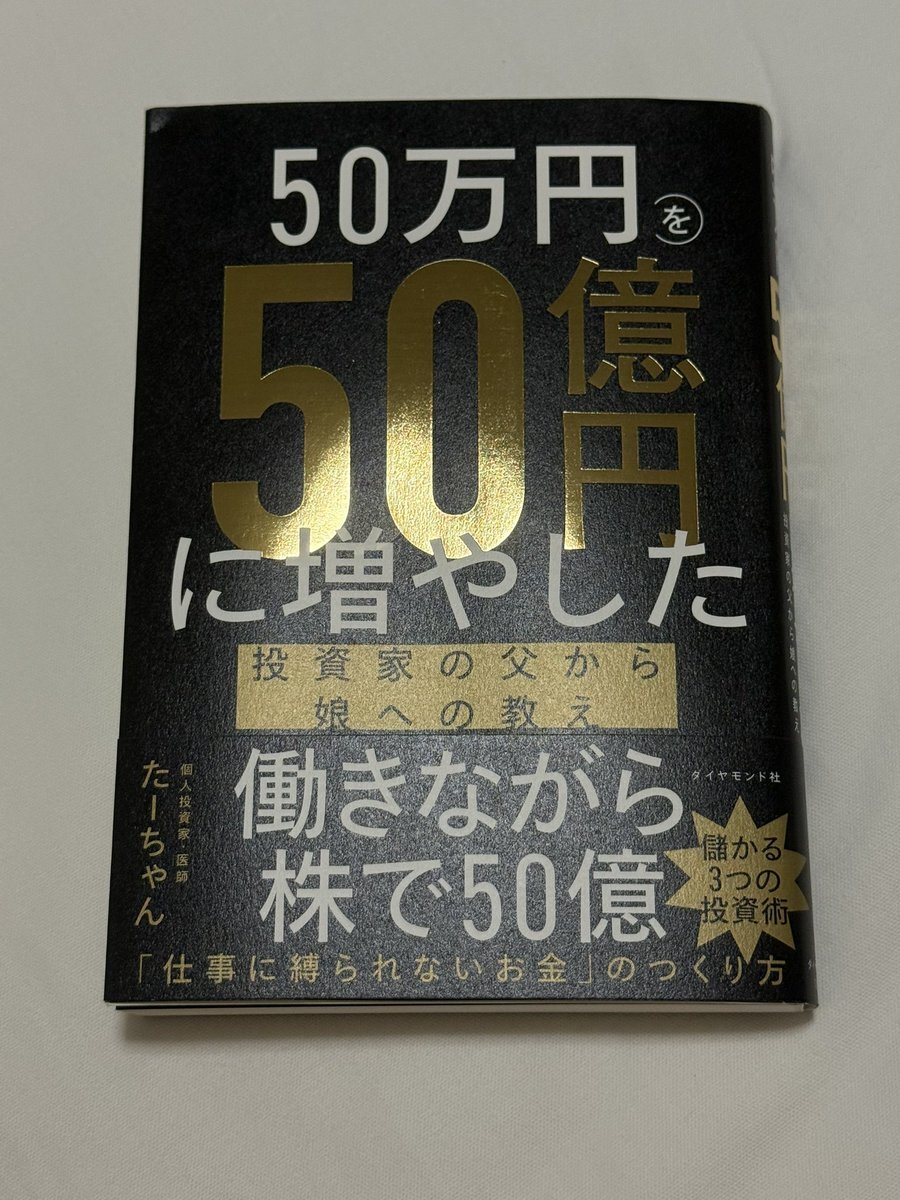 50万円を
50億円
に増やした
投資家の父から
娘への教え
ダイヤモンド社
個人投資家・医師
たーちゃん
働きながら
株で50億
儲かる
3つの
投資術
「仕事に縛られないお金」のつくり方